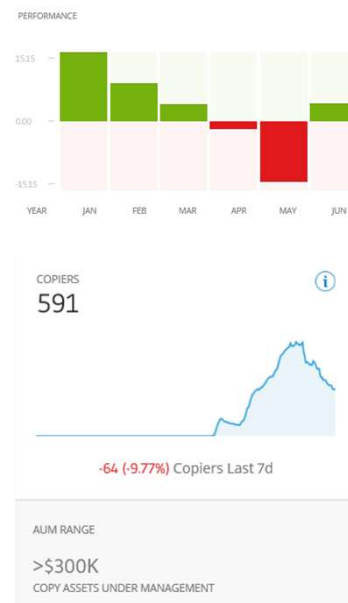 PERFORMANCE
15.15
0.00
-15.15
YEAR JAN FEB MAR APR MAY JUN
COPIERS
i
591
-64 (-9.77%) Copiers Last 7d
AUM RANGE
>$300K
COPY ASSETS UNDER MANAGEMENT